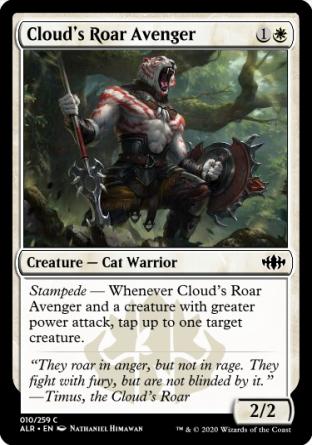 Cloud's Roar Avenger 1
Creature — Cat Warrior
Stampede — Whenever Cloud's Roar
Avenger and a creature with greater
power attack, tap up to one target
creature.
“They roar in anger, but not in rage. They
fight with fury, but are not blinded by it.”
—Timus, the Cloud's Roar
2/2
010/259 C
ALR • EN Nathaniel Himawan
™ & © 2020 Wizards of the Coast